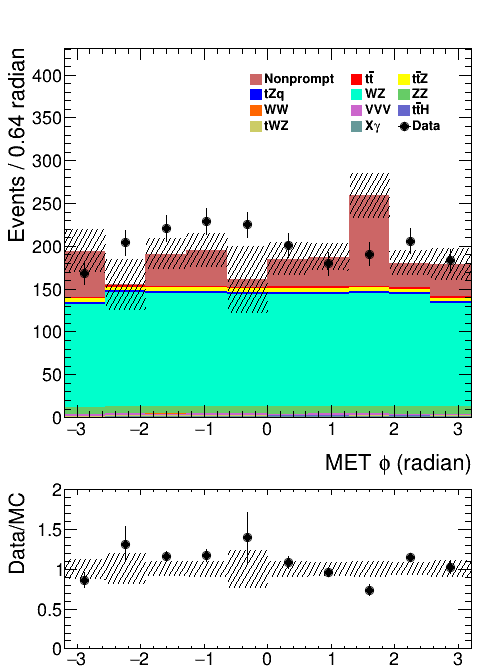 Events / 0.64 radian
400
350
300
250
200
150
100
50
0
Nonprompt tt̄ tt̄Z
tZq WZ ZZ
WW VVV tt̄H
tWZ Xγ Data
−3 −2 −1 0 1 2 3
MET ϕ (radian)
Data/MC
2
1.5
1
0.5
0
−3 −2 −1 0 1 2 3